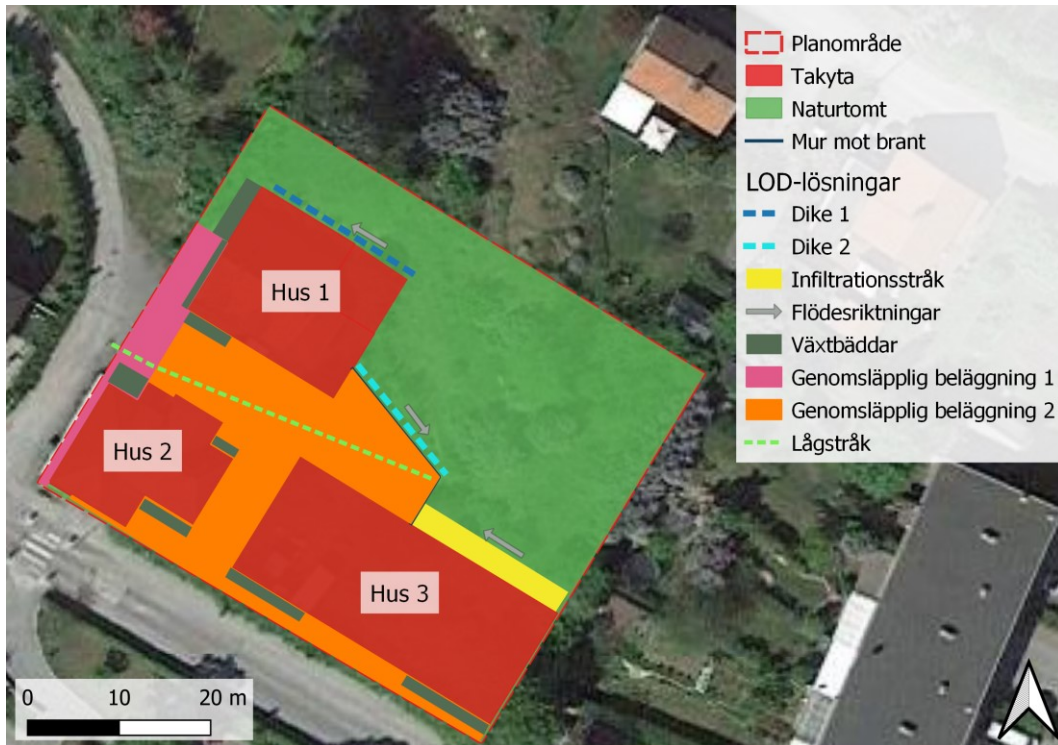 Planområde
Takyta
Naturtomt
Mur mot brant
LOD-lösningar
Dike 1
Dike 2
Infiltrationsstråk
Flödesriktningar
Växtbäddar
Genomsläpplig beläggning 1
Genomsläpplig beläggning 2
Lågstråk
Hus 1
Hus 2
Hus 3
0 10 20 m